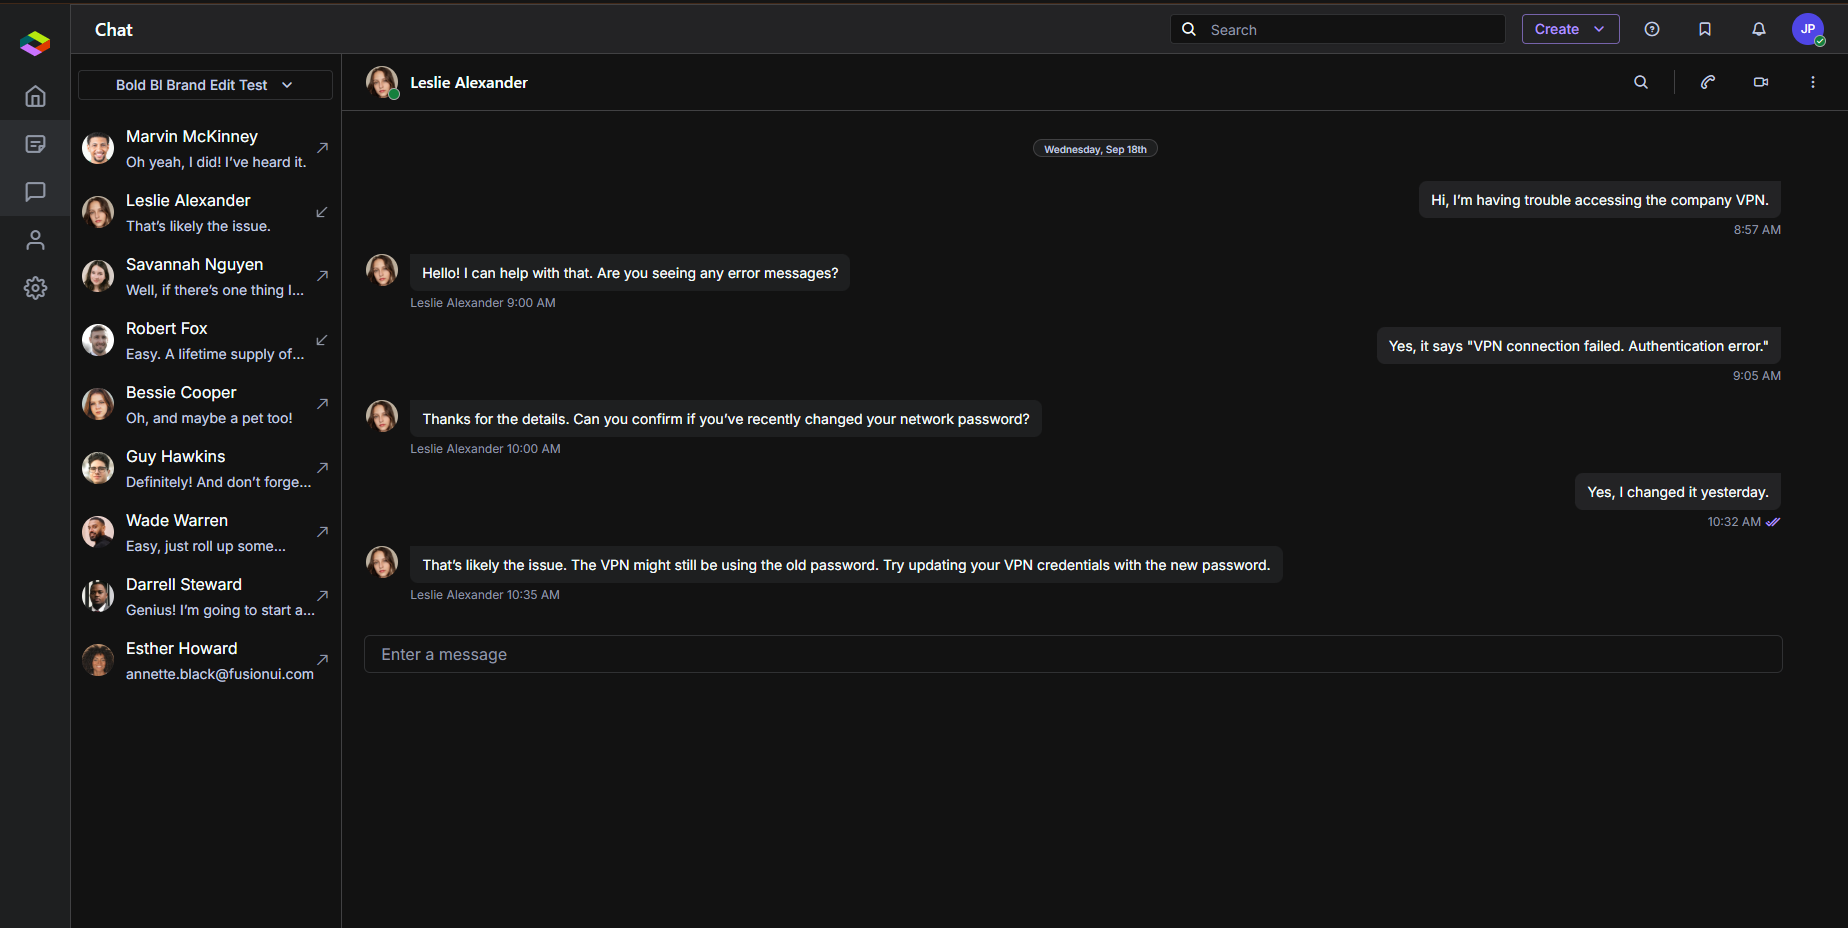 Chat
Search
Create
JP
Bold BI Brand Edit Test
Marvin McKinney
Oh yeah, I did! I've heard it.
Leslie Alexander
That's likely the issue.
Savannah Nguyen
Well, if there's one thing I...
Robert Fox
Easy. A lifetime supply of...
Bessie Cooper
Oh, and maybe a pet too!
Guy Hawkins
Definitely! And don't forge...
Wade Warren
Easy, just roll up some...
Darrell Steward
Genius! I'm going to start a...
Esther Howard
annette.black@fusionui.com
Leslie Alexander
Wednesday, Sep 18th
Hi, I'm having trouble accessing the company VPN.
8:57 AM
Hello! I can help with that. Are you seeing any error messages?
Leslie Alexander 9:00 AM
Yes, it says "VPN connection failed. Authentication error."
9:05 AM
Thanks for the details. Can you confirm if you've recently changed your network password?
Leslie Alexander 10:00 AM
Yes, I changed it yesterday.
10:32 AM
That's likely the issue. The VPN might still be using the old password. Try updating your VPN credentials with the new password.
Leslie Alexander 10:35 AM
Enter a message